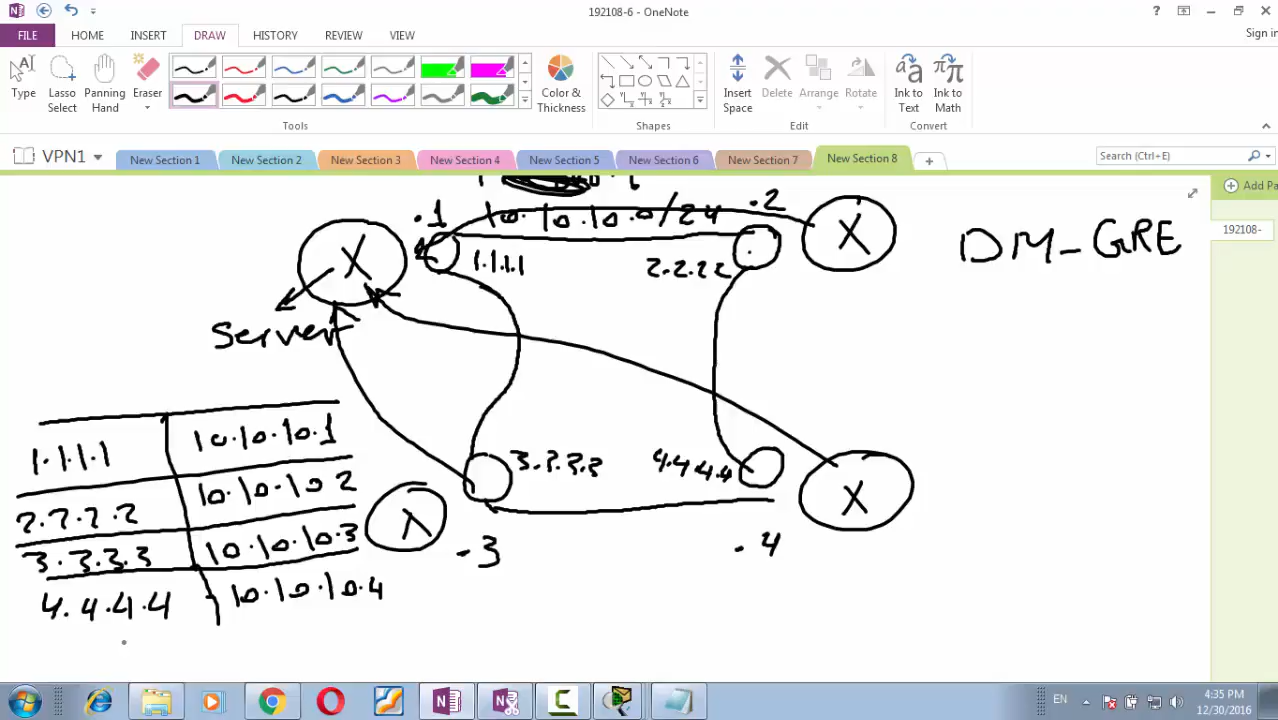 192108-6 - OneNote
?
FILE
HOME
INSERT
DRAW
HISTORY
REVIEW
VIEW
Sign in
Type
Lasso
Select
Panning
Hand
Eraser
Color &
Thickness
Insert
Space
Delete
Arrange
Rotate
Ink to
Text
Ink to
Math
Tools
Shapes
Edit
Convert
VPN1
New Section 1
New Section 2
New Section 3
New Section 4
New Section 5
New Section 6
New Section 7
New Section 8
Search (Ctrl+E)
Add Pa
192108-
.1
10.10.10.0/24
.2
X
X
DM-GRE
1.1.1.1
2.2.22
Server
1.1.1.1
10.10.10.1
2.2.2.2
10.10.10 2
3.3.3.3
10.10.10.3
4.4.4.4
10.10.10.4
3.3.3.3
4.4.4.4
X
.3
.4
EN
4:35 PM
12/30/2016